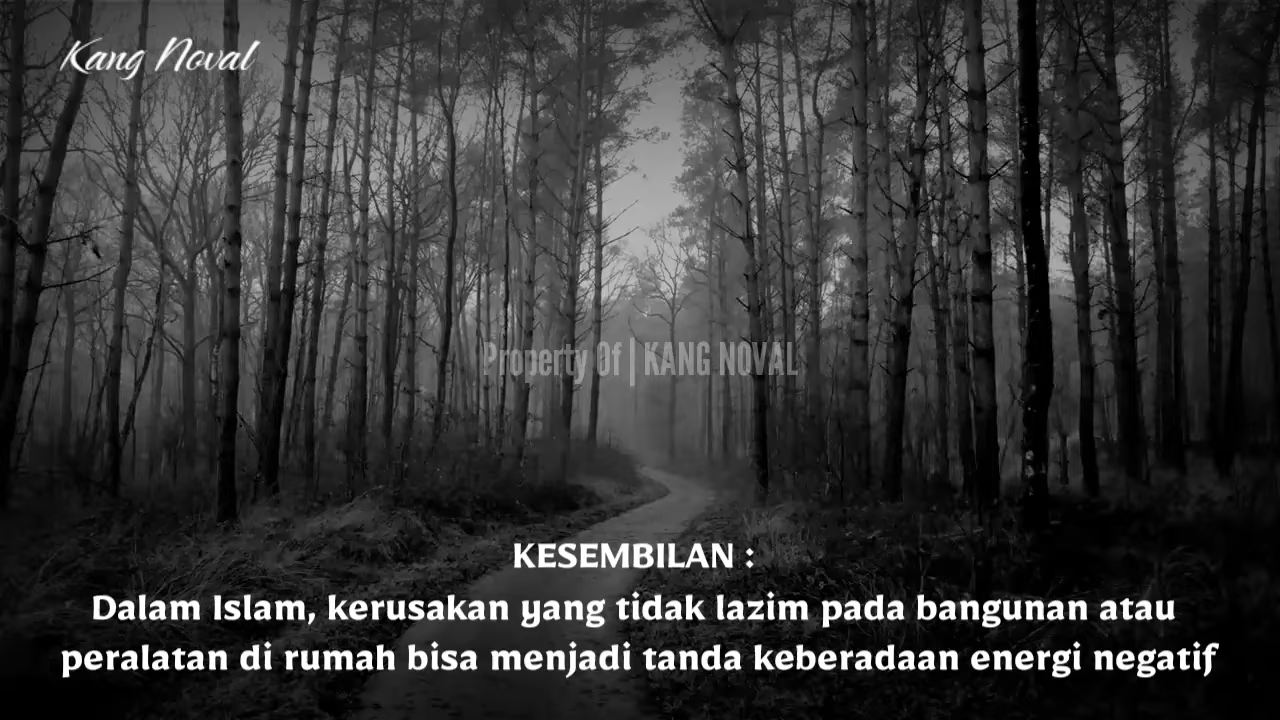 Kang Noval
Property Of | KANG NOVAL
KESEMBILAN :
Dalam Islam, kerusakan yang tidak lazim pada bangunan atau
peralatan di rumah bisa menjadi tanda keberadaan energi negatif